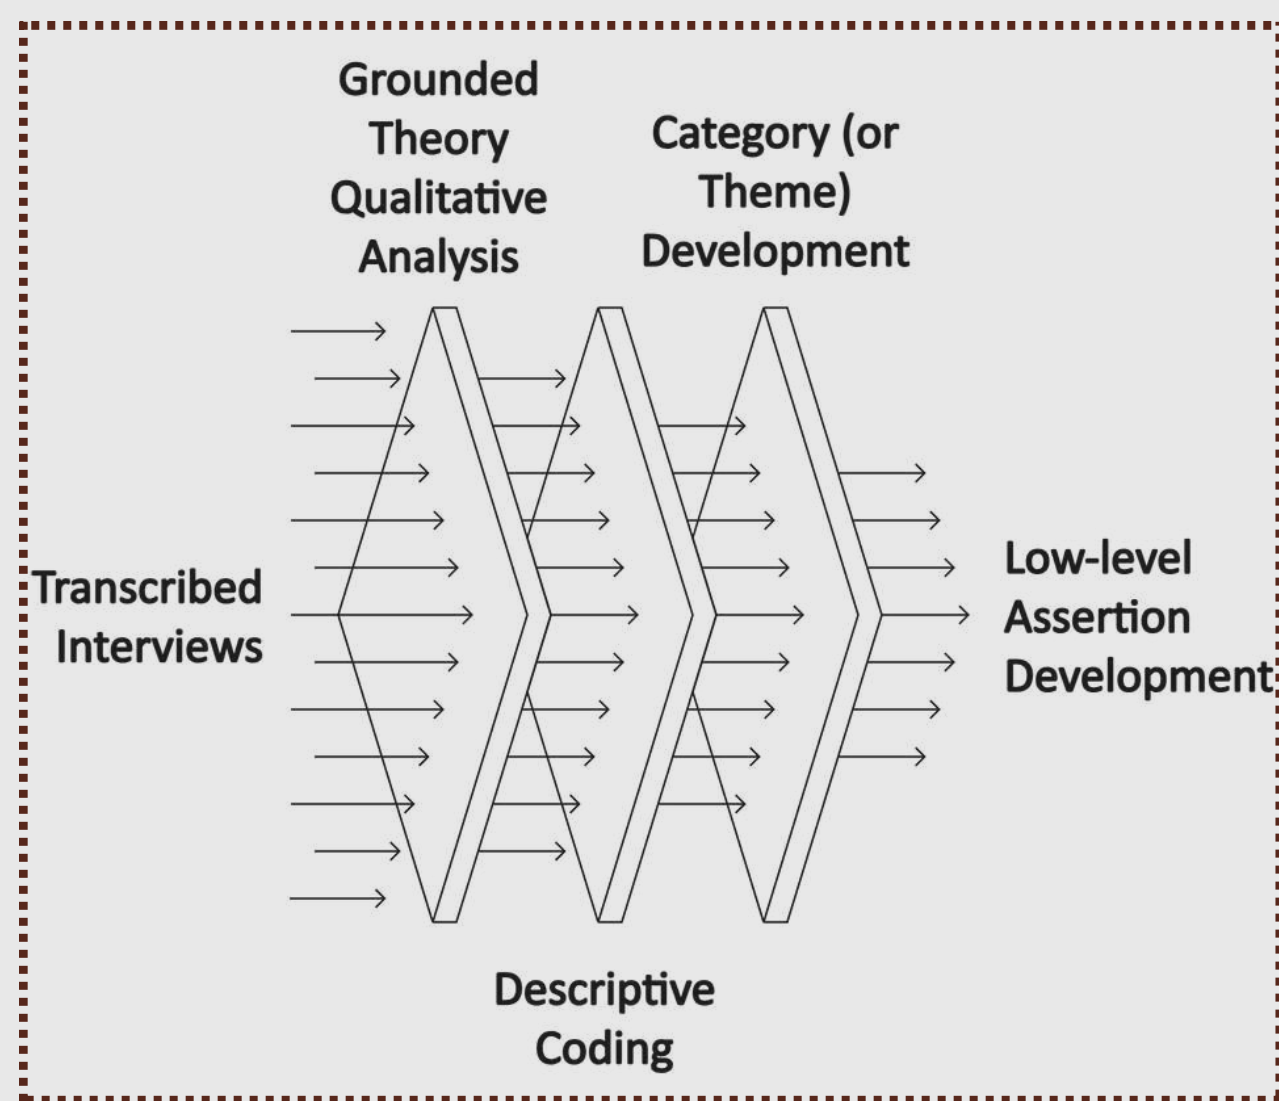 Grounded
Theory
Qualitative
Analysis
Category (or
Theme)
Development
Transcribed
Interviews
Low-level
Assertion
Development
Descriptive
Coding